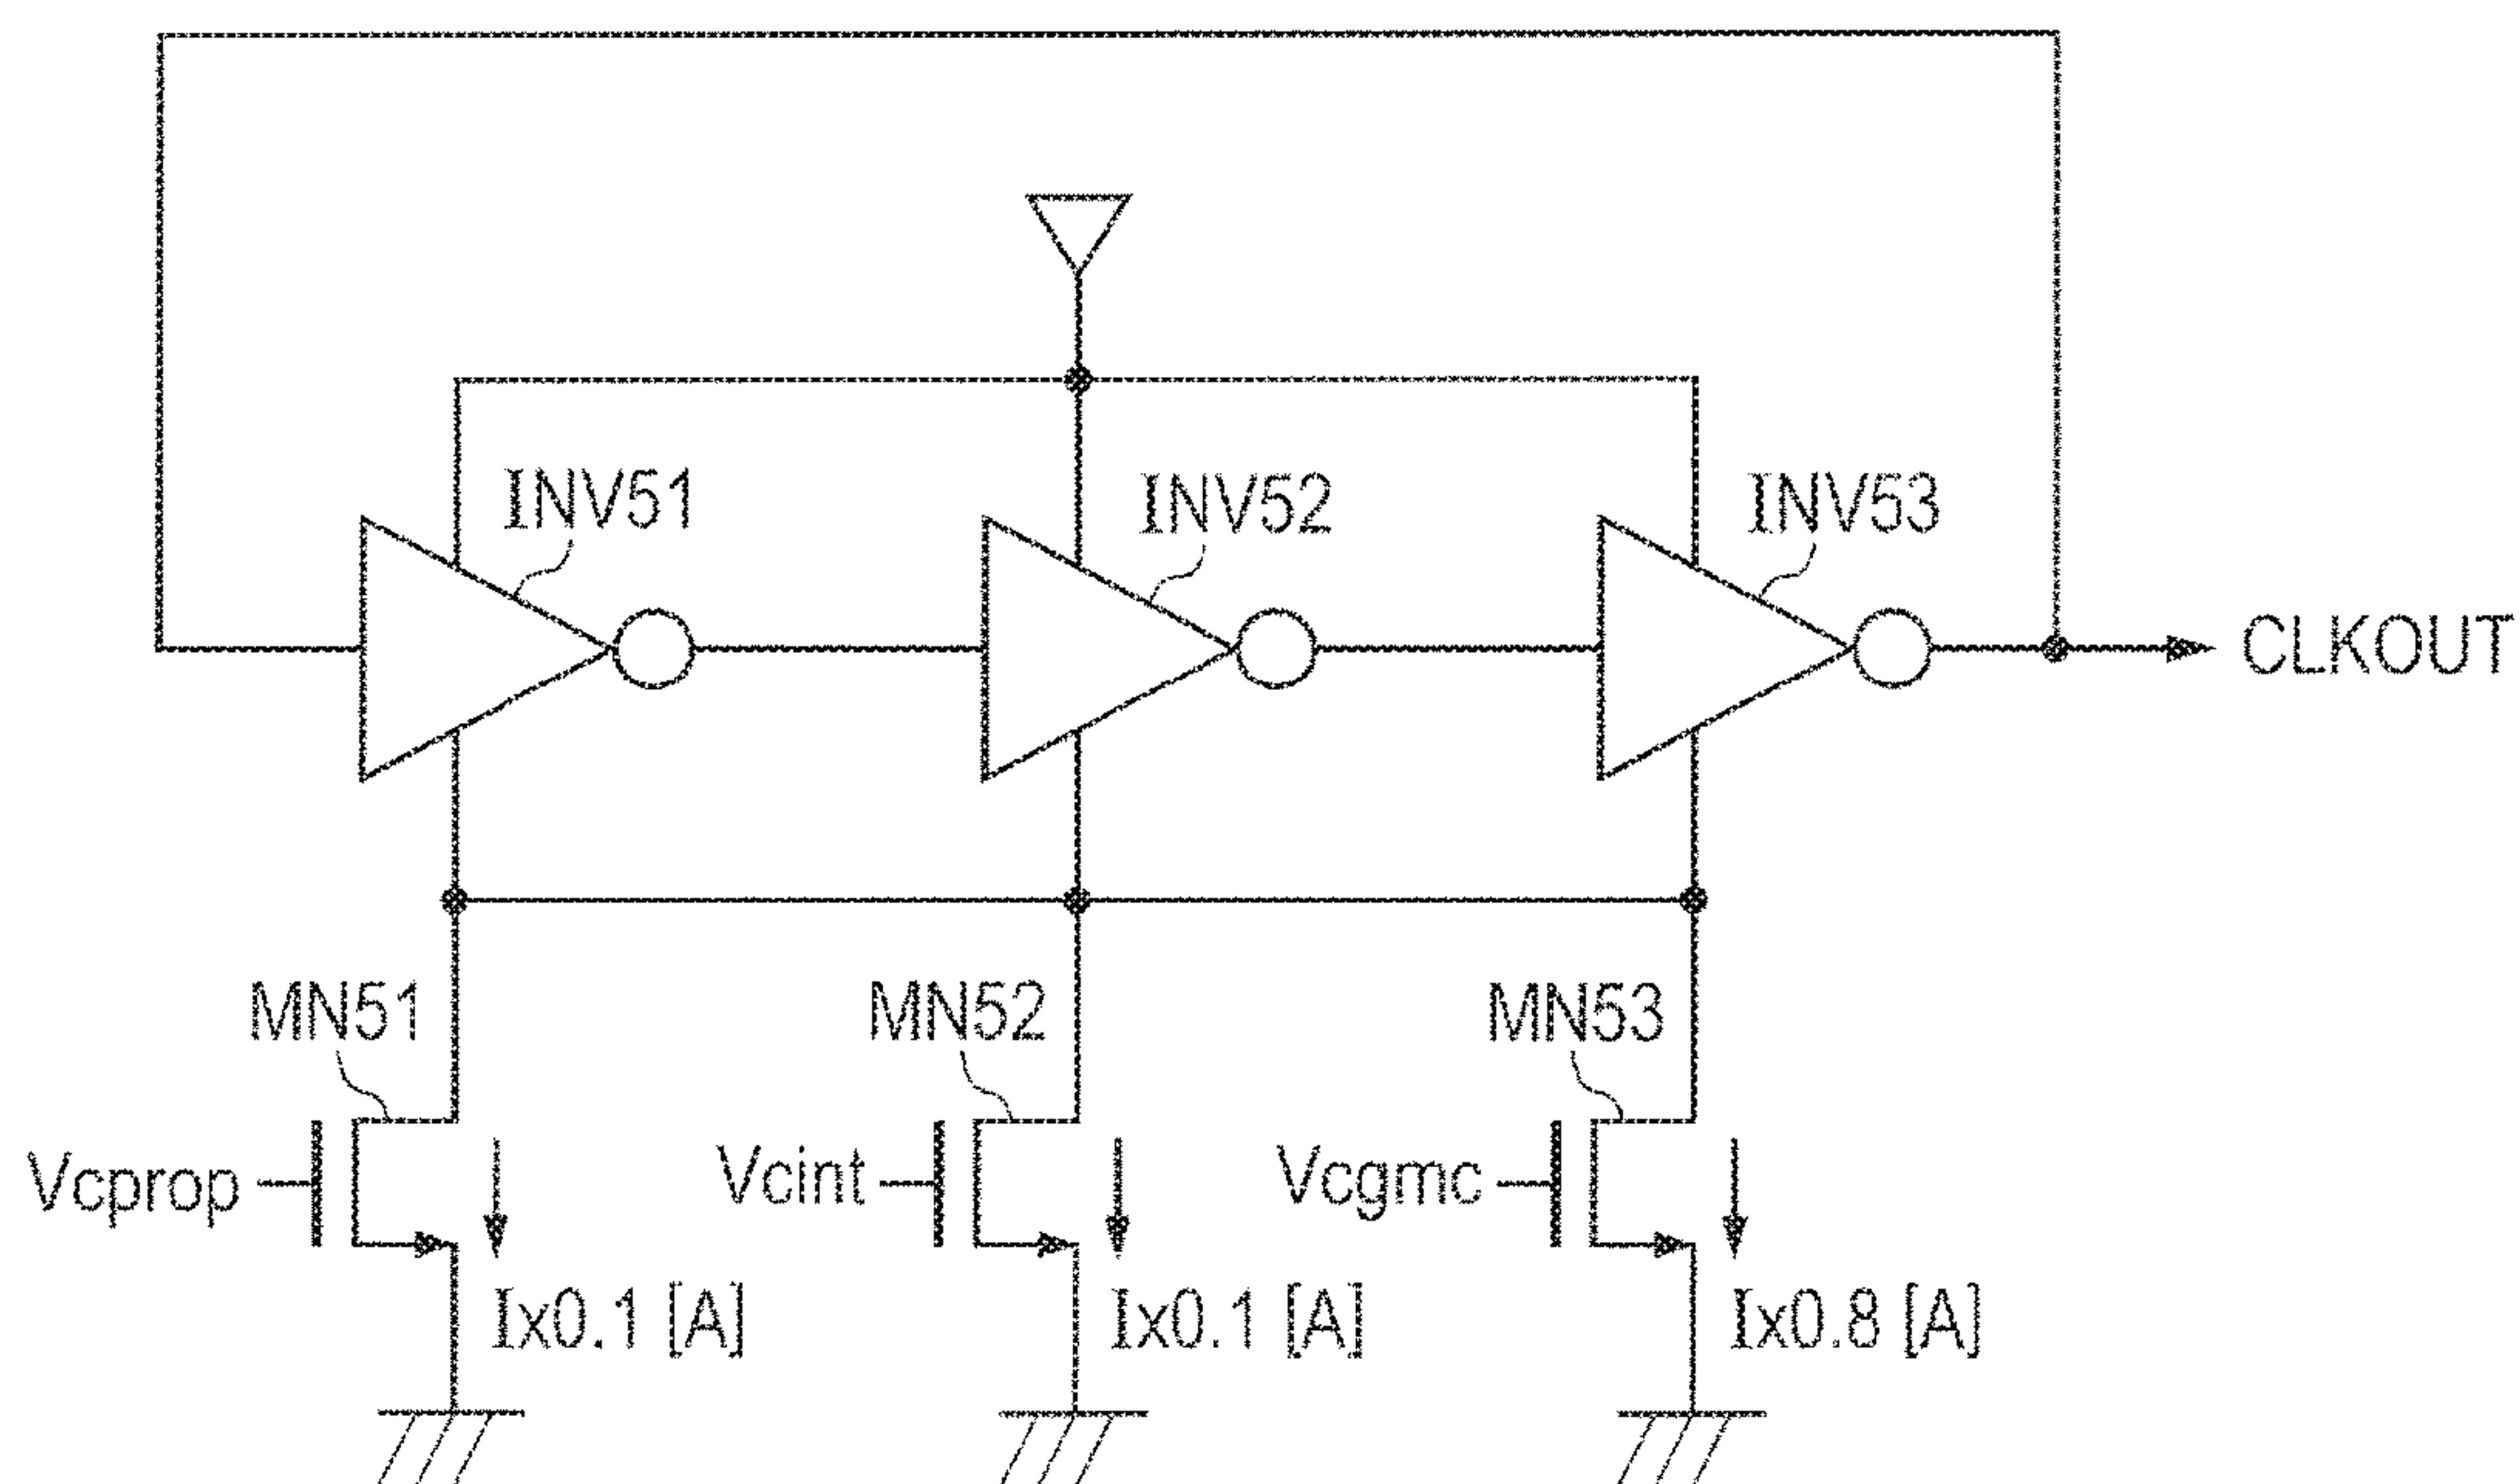 INV51
INV52
INV53
CLKOUT
MN51
MN52
MN53
Vcprop
Vcint
Vcgmc
Ix0.1 [A]
Ix0.1 [A]
Ix0.8 [A]